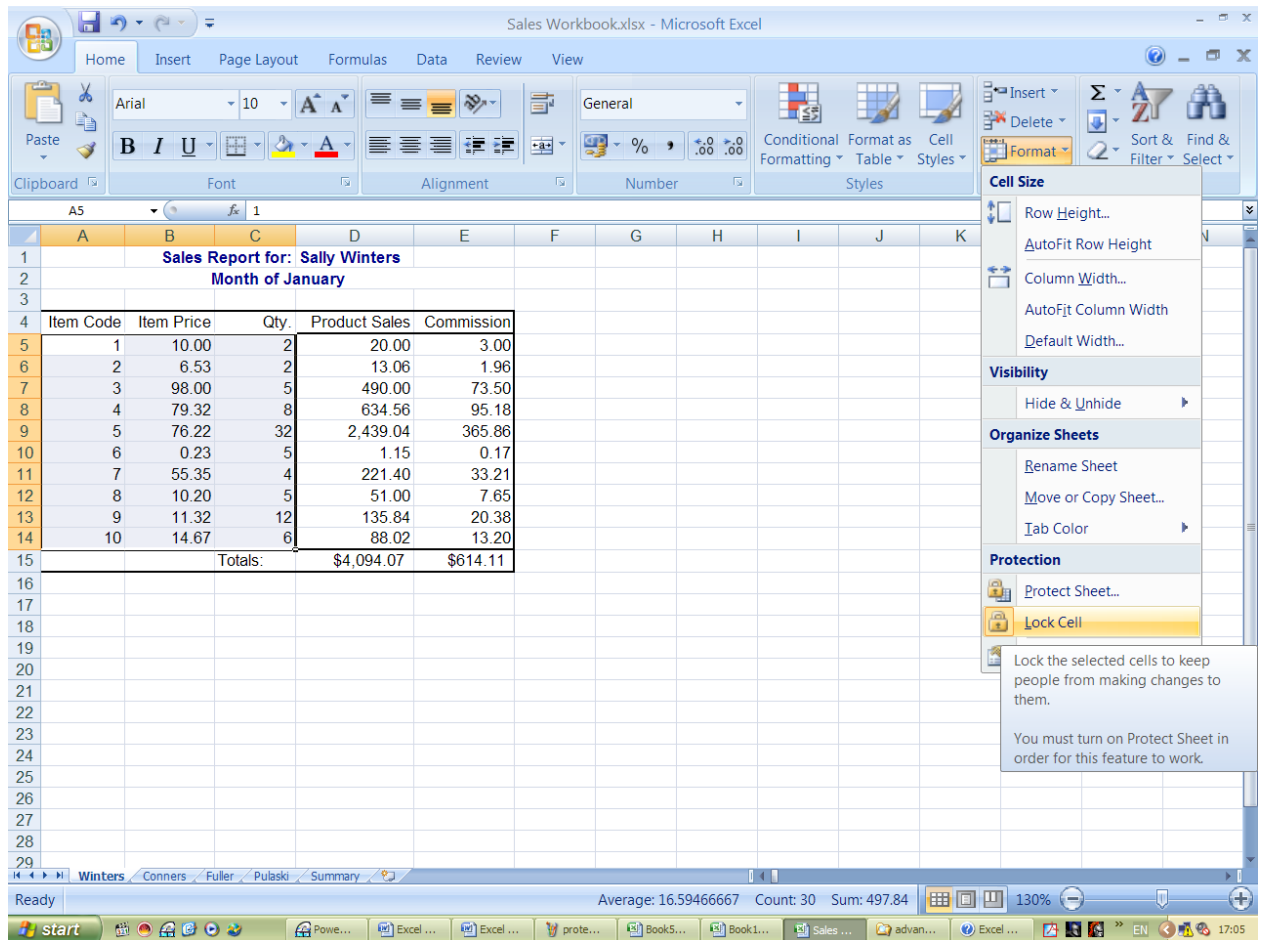 Sales Workbook.xlsx - Microsoft Excel
Home Insert Page Layout Formulas Data Review View
Paste
Arial 10 A A
B I U A
General
% , .00 .00
Conditional Formatting
Format as Table
Cell Styles
Insert
Delete
Format
Σ
Sort & Filter
Find & Select
Clipboard Font Alignment Number Styles
A5 fx 1
A B C D E F G H I J K N
1 Sales Report for: Sally Winters
2 Month of January
3
4 Item Code Item Price Qty. Product Sales Commission
5 1 10.00 2 20.00 3.00
6 2 6.53 2 13.06 1.96
7 3 98.00 5 490.00 73.50
8 4 79.32 8 634.56 95.18
9 5 76.22 32 2,439.04 365.86
10 6 0.23 5 1.15 0.17
11 7 55.35 4 221.40 33.21
12 8 10.20 5 51.00 7.65
13 9 11.32 12 135.84 20.38
14 10 14.67 6 88.02 13.20
15 Totals: $4,094.07 $614.11
16
17
18
19
20
21
22
23
24
25
26
27
28
29
Cell Size
Row Height...
AutoFit Row Height
Column Width...
AutoFit Column Width
Default Width...
Visibility
Hide & Unhide
Organize Sheets
Rename Sheet
Move or Copy Sheet...
Tab Color
Protection
Protect Sheet...
Lock Cell
Lock the selected cells to keep
people from making changes to
them.
You must turn on Protect Sheet in
order for this feature to work.
Winters Conners Fuller Pulaski Summary
Ready Average: 16.59466667 Count: 30 Sum: 497.84 130%
start Powe... Excel ... Excel ... prote... Book5... Book1... Sales ... advan... Excel ... » EN 17:05